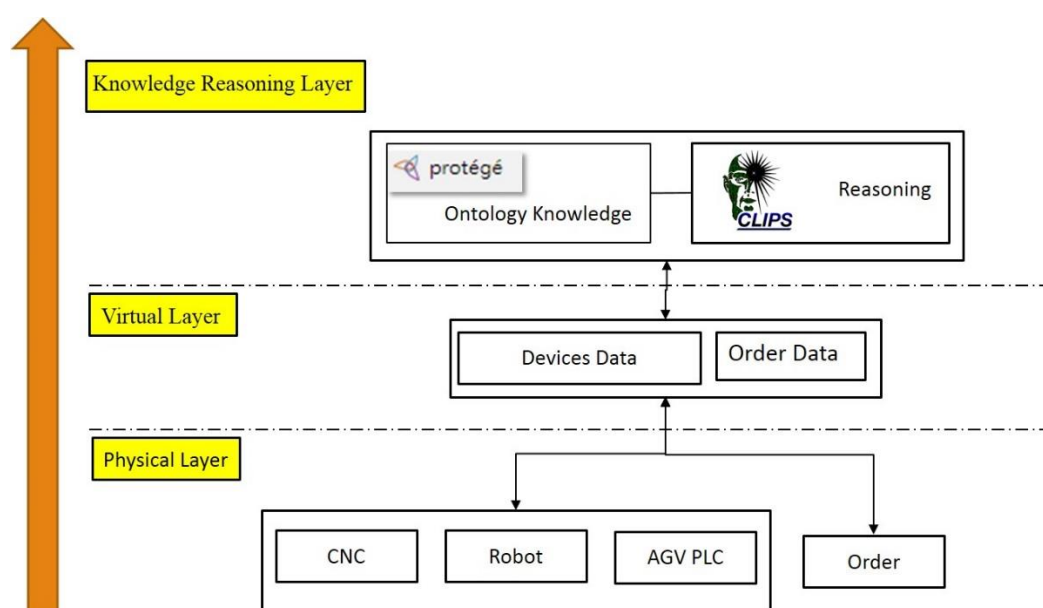 Knowledge Reasoning Layer
protégé
Ontology Knowledge
CLIPS
Reasoning
Virtual Layer
Devices Data
Order Data
Physical Layer
CNC
Robot
AGV PLC
Order